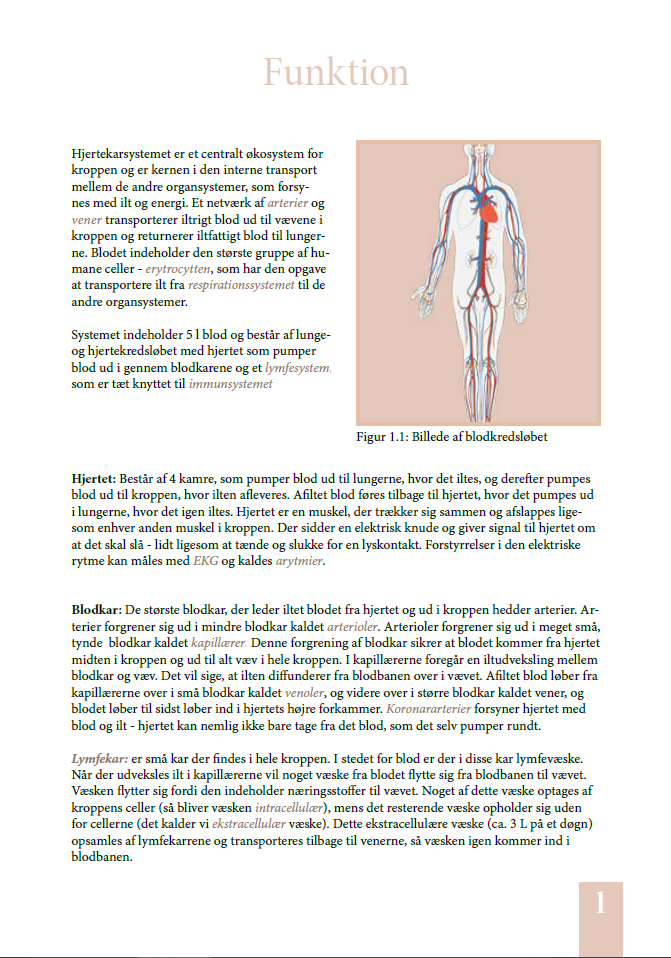 Funktion
Hjertekarsystemet er et centralt økosystem for
kroppen og er kernen i den interne transport
mellem de andre organsystemer, som forsy-
nes med ilt og energi. Et netværk af arterier og
vener transporterer iltrigt blod ud til vævene i
kroppen og returnerer iltfattigt blod til lunger-
ne. Blodet indeholder den største gruppe af hu-
mane celler - erytrocytten, som har den opgave
at transportere ilt fra respirationssystemet til de
andre organsystemer.
Systemet indeholder 5 l blod og består af lunge-
og hjertekredsløbet med hjertet som pumper
blod ud i gennem blodkarene og et lymfesystem,
som er tæt knyttet til immunsystemet
Figur 1.1: Billede af blodkredsløbet
Hjertet: Består af 4 kamre, som pumper blod ud til lungerne, hvor det iltes, og derefter pumpes
blod ud til kroppen, hvor ilten afleveres. Afiltet blod føres tilbage til hjertet, hvor det pumpes ud
i lungerne, hvor det igen iltes. Hjertet er en muskel, der trækker sig sammen og afslappes lige-
som enhver anden muskel i kroppen. Der sidder en elektrisk knude og giver signal til hjertet om
at det skal slå - lidt ligesom at tænde og slukke for en lyskontakt. Forstyrrelser i den elektriske
rytme kan måles med EKG og kaldes arytmier.
Blodkar: De største blodkar, der leder iltet blodet fra hjertet og ud i kroppen hedder arterier. Ar-
terier forgrener sig ud i mindre blodkar kaldet arterioler. Arterioler forgrener sig ud i meget små,
tynde blodkar kaldet kapillærer. Denne forgrening af blodkar sikrer at blodet kommer fra hjertet
midten i kroppen og ud til alt væv i hele kroppen. I kapillærerne foregår en iltudveksling mellem
blodkar og væv. Det vil sige, at ilten diffunderer fra blodbanen over i vævet. Afiltet blod løber fra
kapillærerne over i små blodkar kaldet venoler, og videre over i større blodkar kaldet vener, og
blodet løber til sidst løber ind i hjertets højre forkammer. Koronararterier forsyner hjertet med
blod og ilt - hjertet kan nemlig ikke bare tage fra det blod, som det selv pumper rundt.
Lymfekar: er små kar der findes i hele kroppen. I stedet for blod er der i disse kar lymfevæske.
Når der udveksles ilt i kapillærerne vil noget væske fra blodet flytte sig fra blodbanen til vævet.
Væsken flytter sig fordi den indeholder næringsstoffer til vævet. Noget af dette væske optages af
kroppens celler (så bliver væsken intracellulær), mens det resterende væske opholder sig uden
for cellerne (det kalder vi ekstracellulær væske). Dette ekstracellulære væske (ca. 3 L på et døgn)
opsamles af lymfekarrene og transporteres tilbage til venerne, så væsken igen kommer ind i
blodbanen.
1